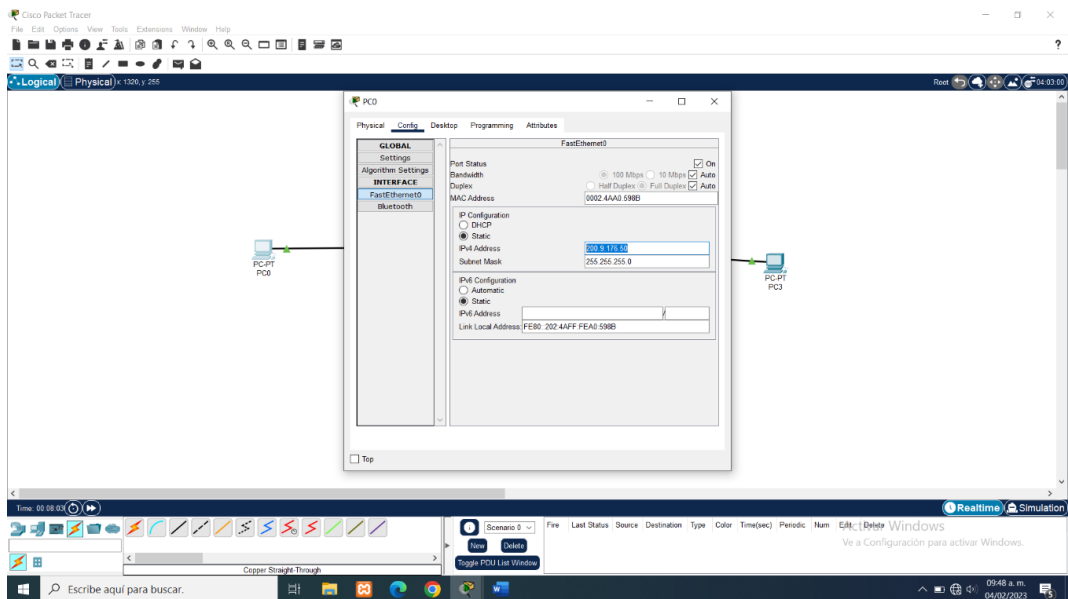 Cisco Packet Tracer
File Edit Options View Tools Extensions Window Help
?
Logical Physical x: 1320, y: 255 Root 04:03:00
PC0
Physical Config Desktop Programming Attributes
GLOBAL
Settings
Algorithm Settings
INTERFACE
FastEthernet0
Bluetooth
FastEthernet0
Port Status On
Bandwidth 100 Mbps 10 Mbps Auto
Duplex Half Duplex Full Duplex Auto
MAC Address 0002.4AA0.598B
IP Configuration
DHCP
Static
IPv4 Address 200.9.176.50
Subnet Mask 255.255.255.0
IPv6 Configuration
Automatic
Static
IPv6 Address /
Link Local Address: FE80::202:4AFF:FEA0:598B
Top
PC-PT
PC0
PC-PT
PC3
Time: 00:08:03 Realtime Simulation
Scenario 0
New Delete
Toggle PDU List Window
Fire Last Status Source Destination Type Color Time(sec) Periodic Num Edit Delete
Activar Windows
Ve a Configuración para activar Windows.
Copper Straight-Through
Escribe aquí para buscar.
09:48 a. m.
04/02/2023
5